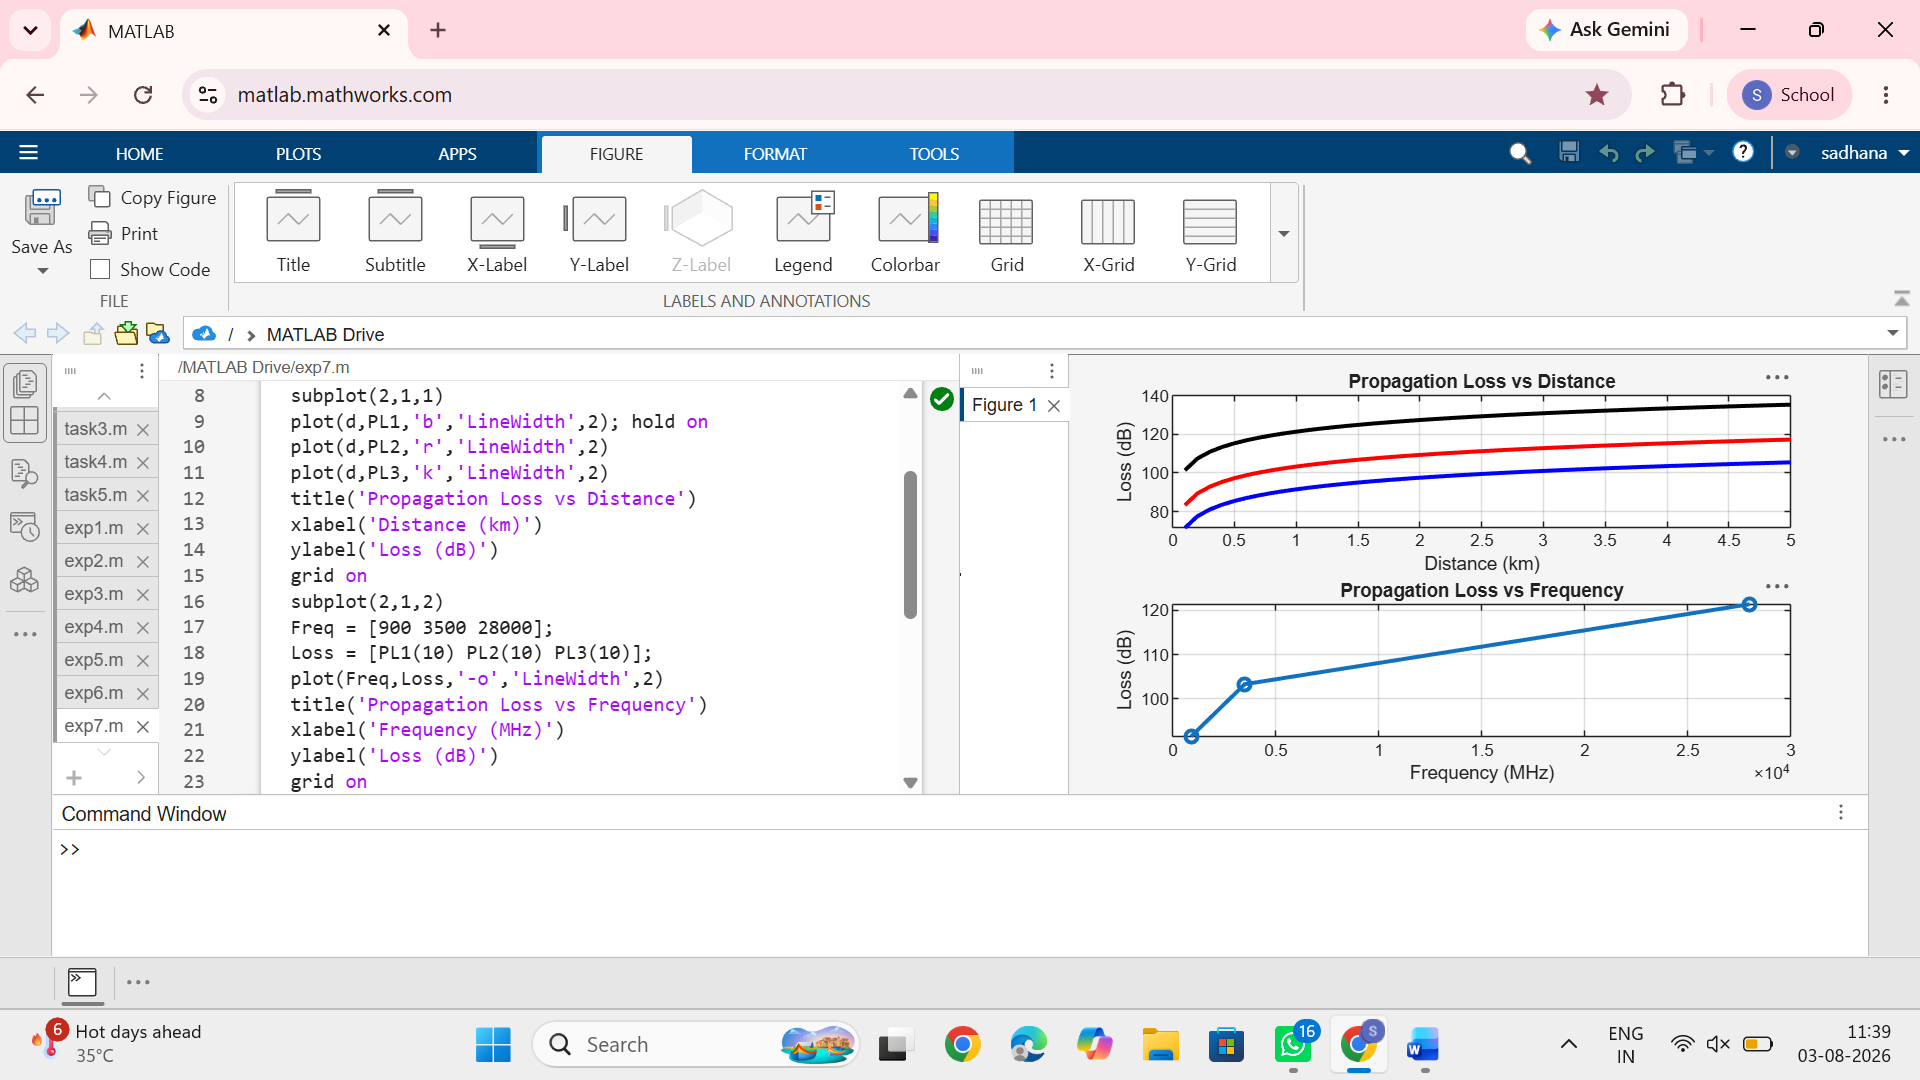 MATLAB
Ask Gemini
matlab.mathworks.com
S School
HOME PLOTS APPS FIGURE FORMAT TOOLS
? sadhana
Save As
Copy Figure
Print
Show Code
FILE
Title Subtitle X-Label Y-Label Z-Label Legend Colorbar Grid X-Grid Y-Grid
LABELS AND ANNOTATIONS
/ > MATLAB Drive
/MATLAB Drive/exp7.m
task3.m
task4.m
task5.m
exp1.m
exp2.m
exp3.m
exp4.m
exp5.m
exp6.m
exp7.m
8 subplot(2,1,1)
9 plot(d,PL1,'b','LineWidth',2); hold on
10 plot(d,PL2,'r','LineWidth',2)
11 plot(d,PL3,'k','LineWidth',2)
12 title('Propagation Loss vs Distance')
13 xlabel('Distance (km)')
14 ylabel('Loss (dB)')
15 grid on
16 subplot(2,1,2)
17 Freq = [900 3500 28000];
18 Loss = [PL1(10) PL2(10) PL3(10)];
19 plot(Freq,Loss,'-o','LineWidth',2)
20 title('Propagation Loss vs Frequency')
21 xlabel('Frequency (MHz)')
22 ylabel('Loss (dB)')
23 grid on
Figure 1
Propagation Loss vs Distance
Loss (dB)
140
120
100
80
0 0.5 1 1.5 2 2.5 3 3.5 4 4.5 5
Distance (km)
Propagation Loss vs Frequency
Loss (dB)
120
110
100
0 0.5 1 1.5 2 2.5 3
Frequency (MHz)
×10⁴
Command Window
>>
6
Hot days ahead
35°C
Search
16
S
W
ENG
IN
11:39
03-08-2026